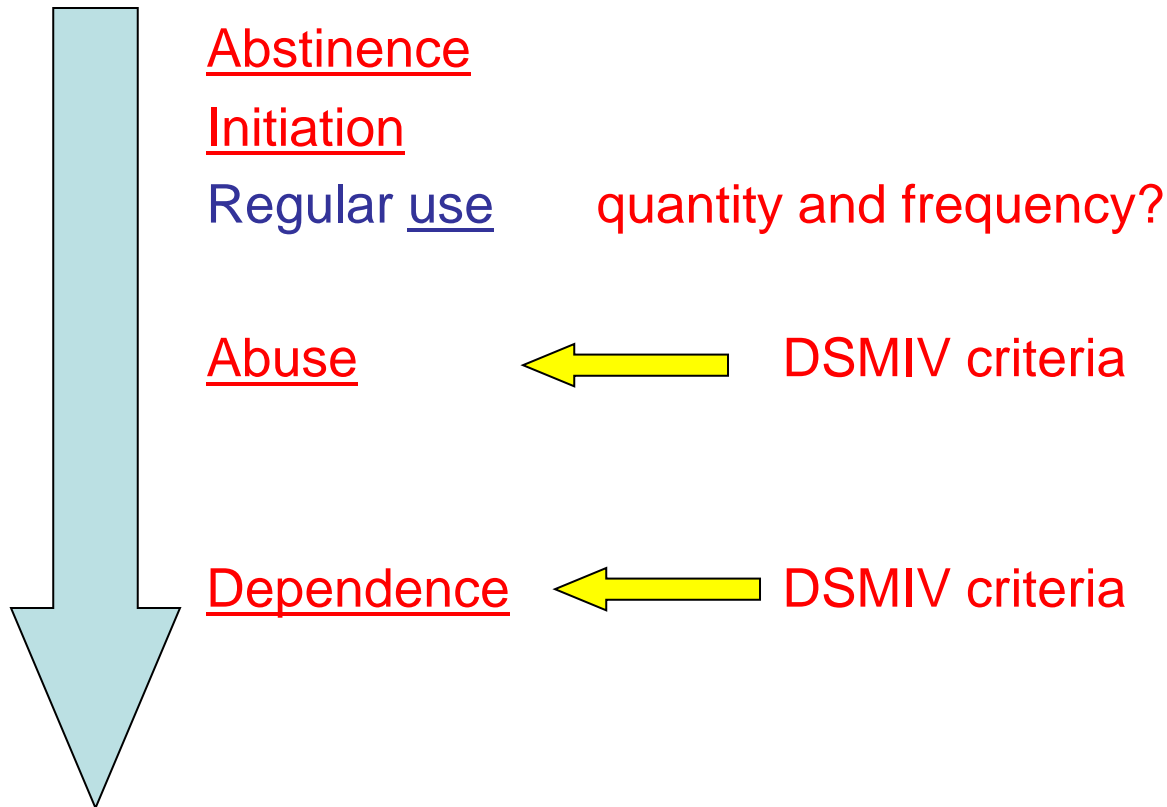 Abstinence
Initiation
Regular use quantity and frequency?
Abuse DSMIV criteria
Dependence DSMIV criteria